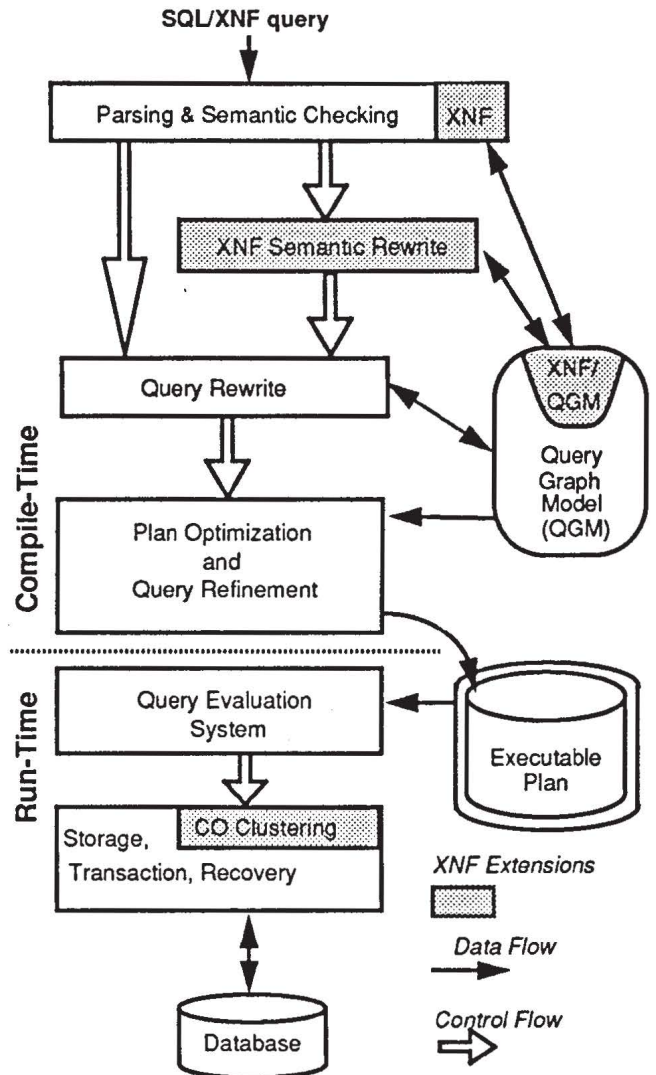 SQL/XNF query
Parsing & Semantic Checking
XNF
XNF Semantic Rewrite
Query Rewrite
XNF/
QGM
Query
Graph
Model
(QGM)
Compile-Time
Plan Optimization
and
Query Refinement
Run-Time
Query Evaluation
System
Executable
Plan
CO Clustering
Storage,
Transaction, Recovery
Database
XNF Extensions
Data Flow
Control Flow